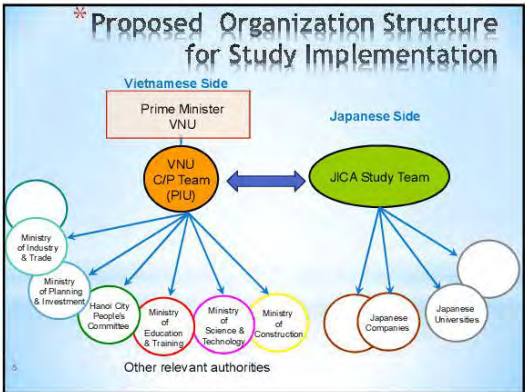 * Proposed Organization Structure
for Study Implementation
Vietnamese Side
Prime Minister
VNU
Japanese Side
VNU
C/P Team
(PIU)
JICA Study Team
Ministry
of Industry
& Trade
Ministry
of Planning
& Investment
Hanoi City
People's
Committee
Ministry
of
Education
& Training
Ministry
of
Science &
Technology
Ministry
of
Construction
Japanese
Companies
Japanese
Universities
Other relevant authorities